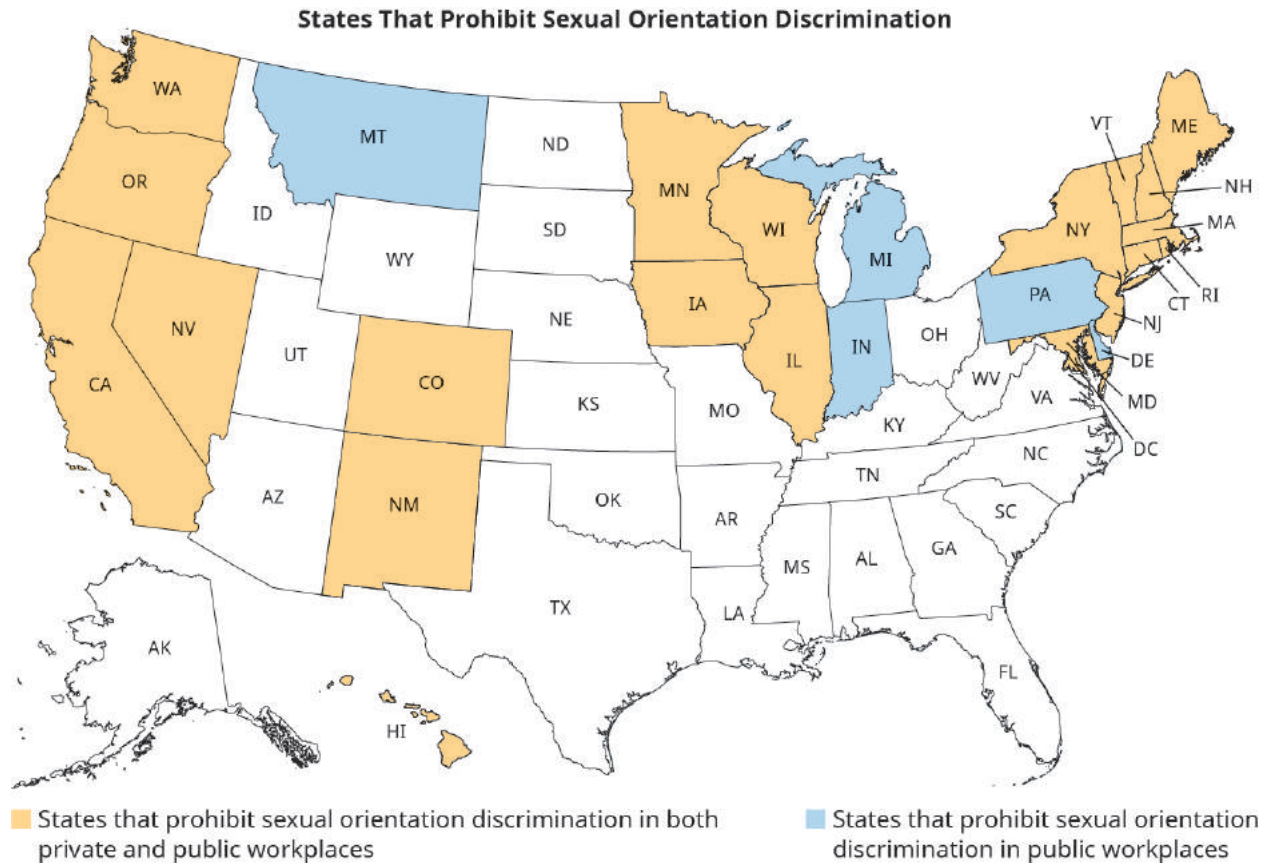 States That Prohibit Sexual Orientation Discrimination
WA
MT
ND
MN
VT
ME
OR
ID
SD
WI
NH
NY
MA
WY
MI
RI
CT
PA
NJ
IA
NE
NV
UT
OH
IN
IL
DE
CA
CO
WV
MD
VA
KS
MO
KY
DC
NC
TN
AZ
NM
OK
AR
SC
MS
AL
GA
TX
LA
AK
FL
HI
States that prohibit sexual orientation discrimination in both
private and public workplaces
States that prohibit sexual orientation
discrimination in public workplaces